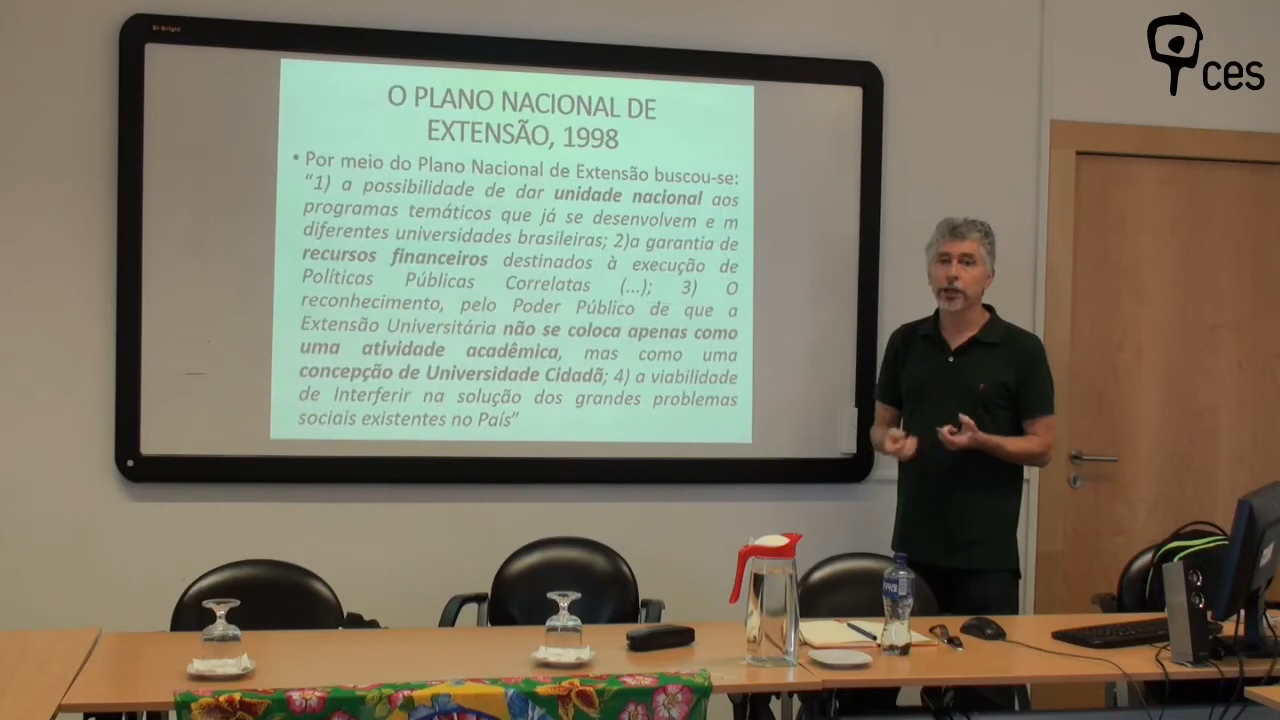 ces
O PLANO NACIONAL DE
EXTENSÃO, 1998
• Por meio do Plano Nacional de Extensão buscou-se:
"1) a possibilidade de dar unidade nacional aos
programas temáticos que já se desenvolvem e m
diferentes universidades brasileiras; 2)a garantia de
recursos financeiros destinados à execução de
Políticas Públicas Correlatas (...); 3) O
reconhecimento, pelo Poder Público de que a
Extensão Universitária não se coloca apenas como
uma atividade acadêmica, mas como uma
concepção de Universidade Cidadã; 4) a viabilidade
de Interferir na solução dos grandes problemas
sociais existentes no País"